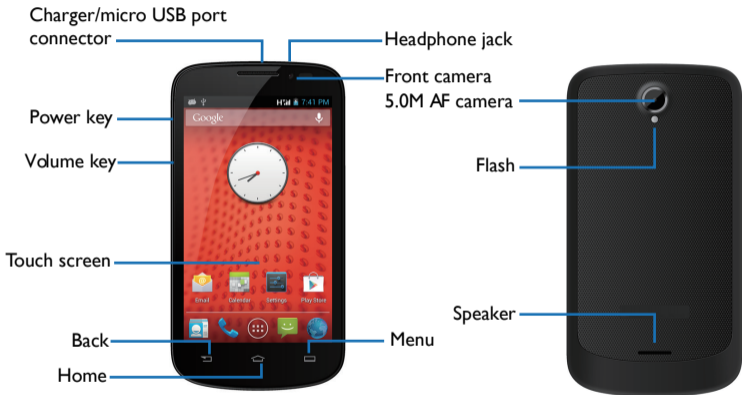 Charger/micro USB port
connector
Headphone jack
Front camera
5.0M AF camera
Power key
Volume key
Flash
Touch screen
Speaker
Back
Menu
Home
7:41 PM
Google
Email
Calendar
Settings
Play Store